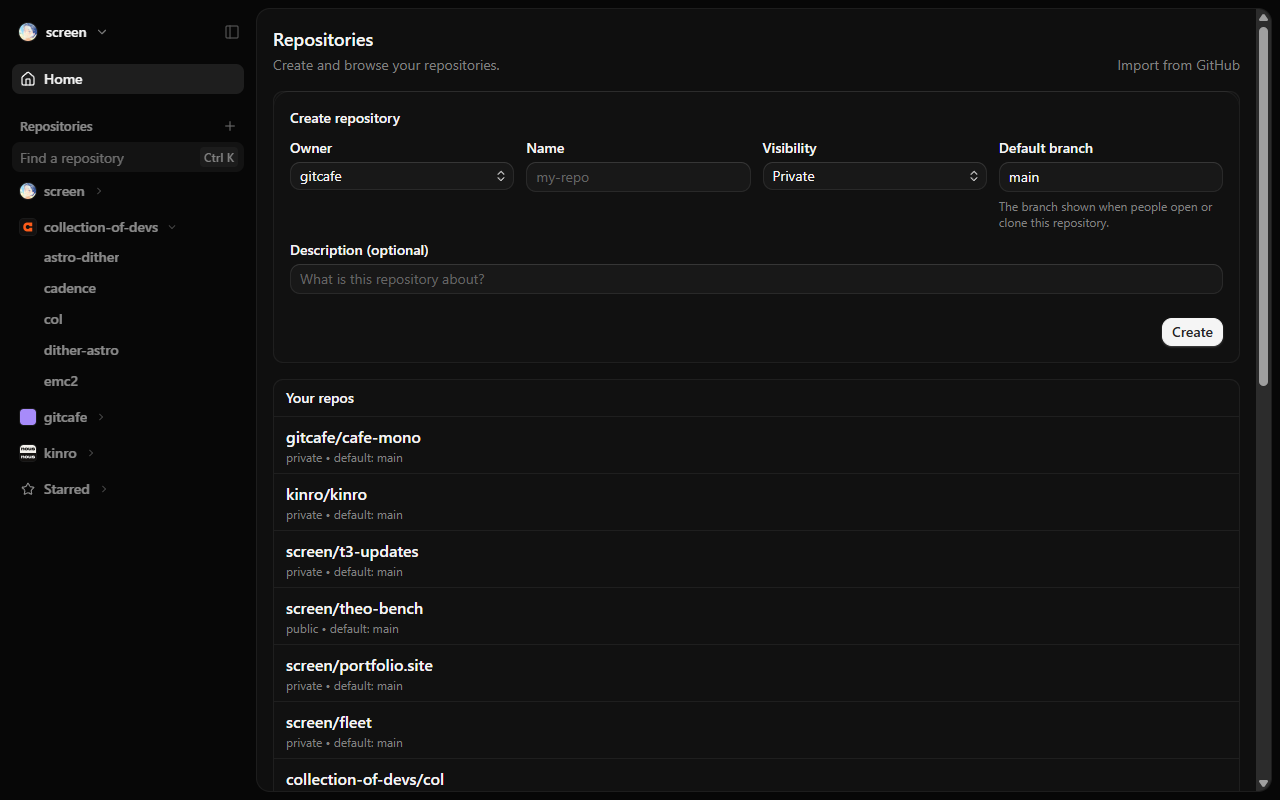 screen
Home
Repositories
Find a repository
Ctrl K
screen
collection-of-devs
astro-dither
cadence
col
dither-astro
emc2
gitcafe
kinro
Starred
Repositories
Create and browse your repositories.
Import from GitHub
Create repository
Owner
gitcafe
Name
my-repo
Visibility
Private
Default branch
main
The branch shown when people open or
clone this repository.
Description (optional)
What is this repository about?
Create
Your repos
gitcafe/cafe-mono
private • default: main
kinro/kinro
private • default: main
screen/t3-updates
private • default: main
screen/theo-bench
public • default: main
screen/portfolio.site
private • default: main
screen/fleet
private • default: main
collection-of-devs/col